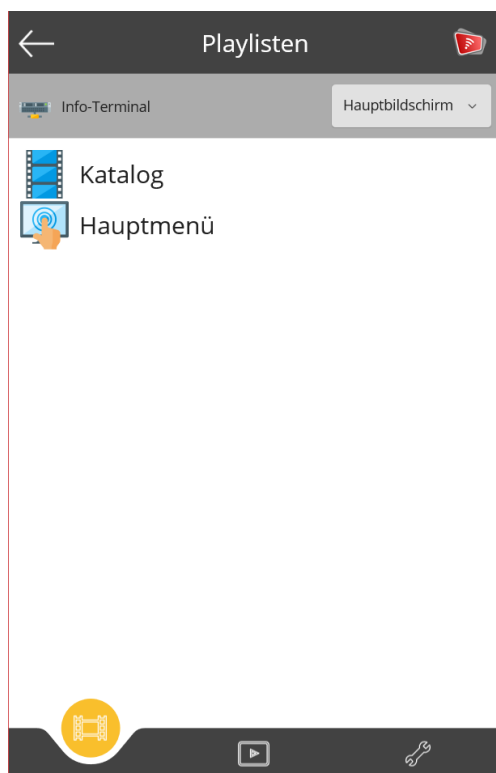 Playlisten
Info-Terminal
Hauptbildschirm
Katalog
Hauptmenü